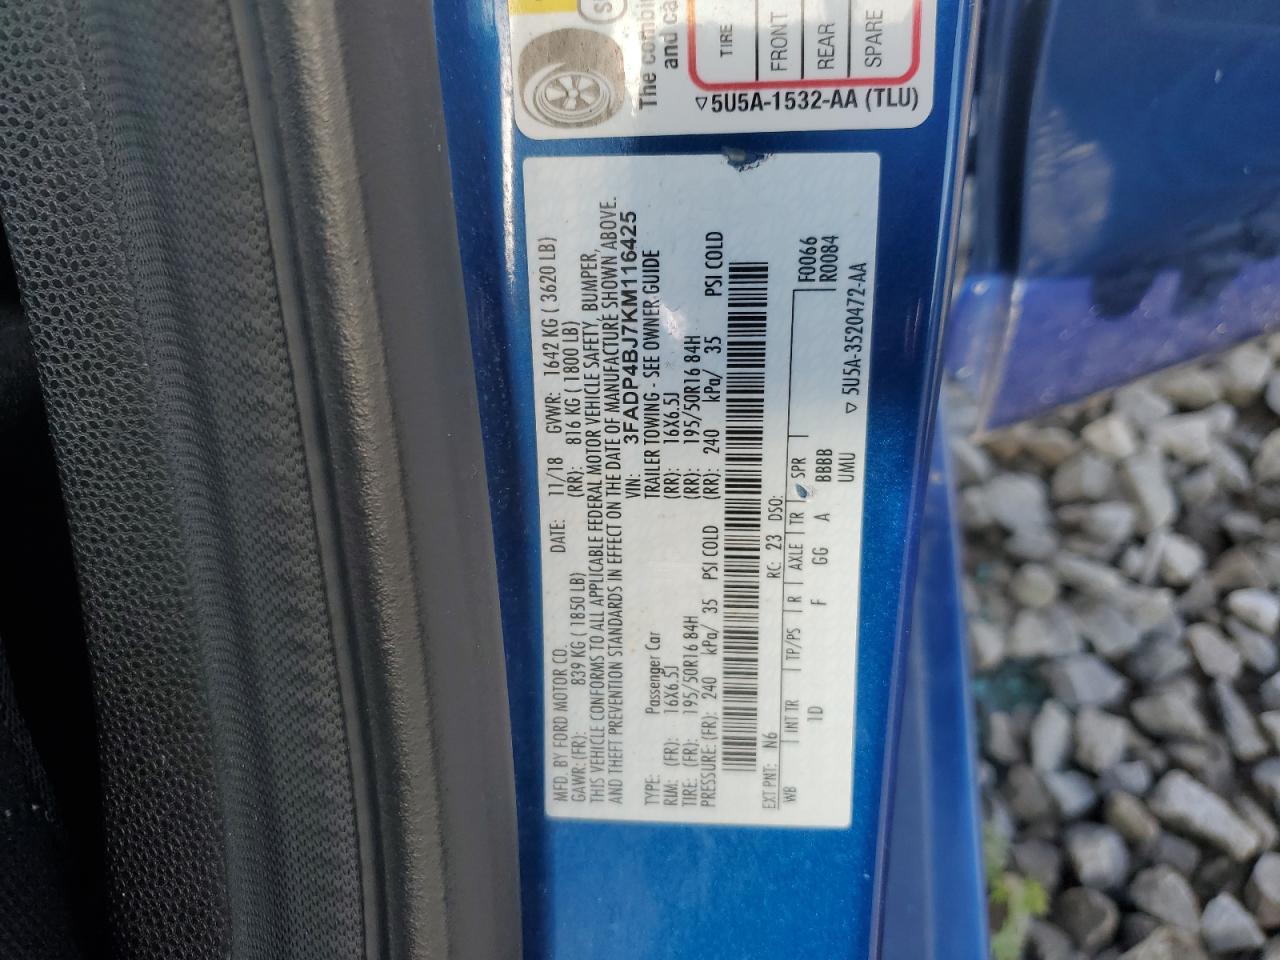 The
and
TIRE
FRONT
REAR
SPARE
▽5U5A-1532-AA (TLU)
MFD. BY FORD MOTOR CO. DATE: 11/18 GVWR: 1642 KG ( 3620 LB)
GAWR: (FR): 839 KG ( 1850 LB) (RR): 816 KG ( 1800 LB)
THIS VEHICLE CONFORMS TO ALL APPLICABLE FEDERAL MOTOR VEHICLE SAFETY, BUMPER,
AND THEFT PREVENTION STANDARDS IN EFFECT ON THE DATE OF MANUFACTURE SHOWN ABOVE.
VIN: 3FADP4BJ7KM116425
TYPE: Passenger Car TRAILER TOWING - SEE OWNER GUIDE
RIM: (FR): 16X6.5J (RR): 16X6.5J
TIRE: (FR): 195/50R16 84H (RR): 195/50R16 84H
PRESSURE: (FR): 240 kPa/ 35 PSI COLD (RR): 240 kPa/ 35 PSI COLD
EXT PNT: N6 RC: 23 DSO: F0066
WB INT TR TP/PS R AXLE TR SPR R0084
1D F GG A BBBB
UMU
▽ 5U5A-3520472-AA